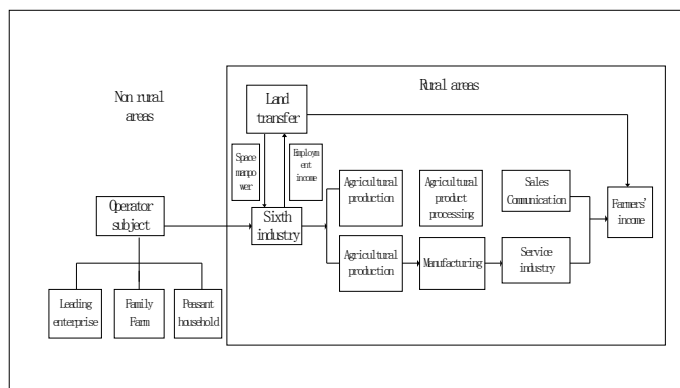 Non rural
areas
Rural areas
Land
transfer
Space
manpo
wer
Employm
ent
income
Operator
subject
Sixth
industry
Agricultural
production
Agricultural
product
processing
Sales
Communication
Farmers'
income
Agricultural
production
Manufacturing
Service
industry
Leading
enterprise
Family
Farm
Peasant
household